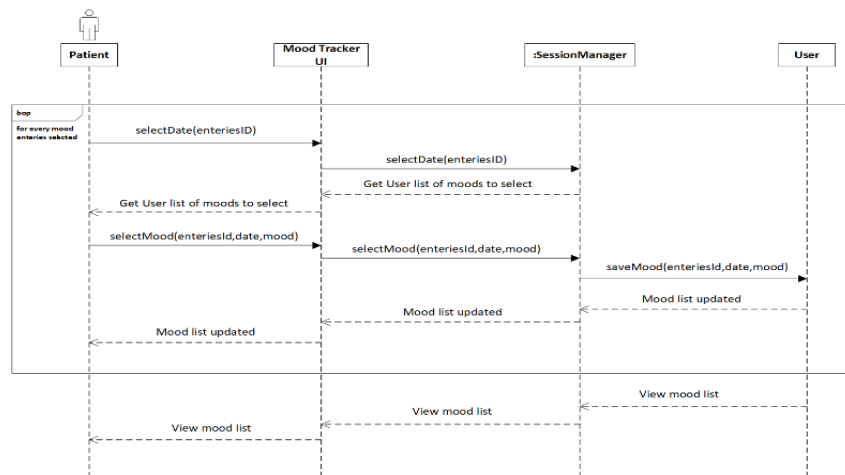 Patient
Mood Tracker
UI
:SessionManager
User
loop
for every mood
enteries selected
selectDate(enteriesID)
selectDate(enteriesID)
Get User list of moods to select
Get User list of moods to select
selectMood(enteriesId,date,mood)
selectMood(enteriesId,date,mood)
saveMood(enteriesId,date,mood)
Mood list updated
Mood list updated
Mood list updated
View mood list
View mood list
View mood list